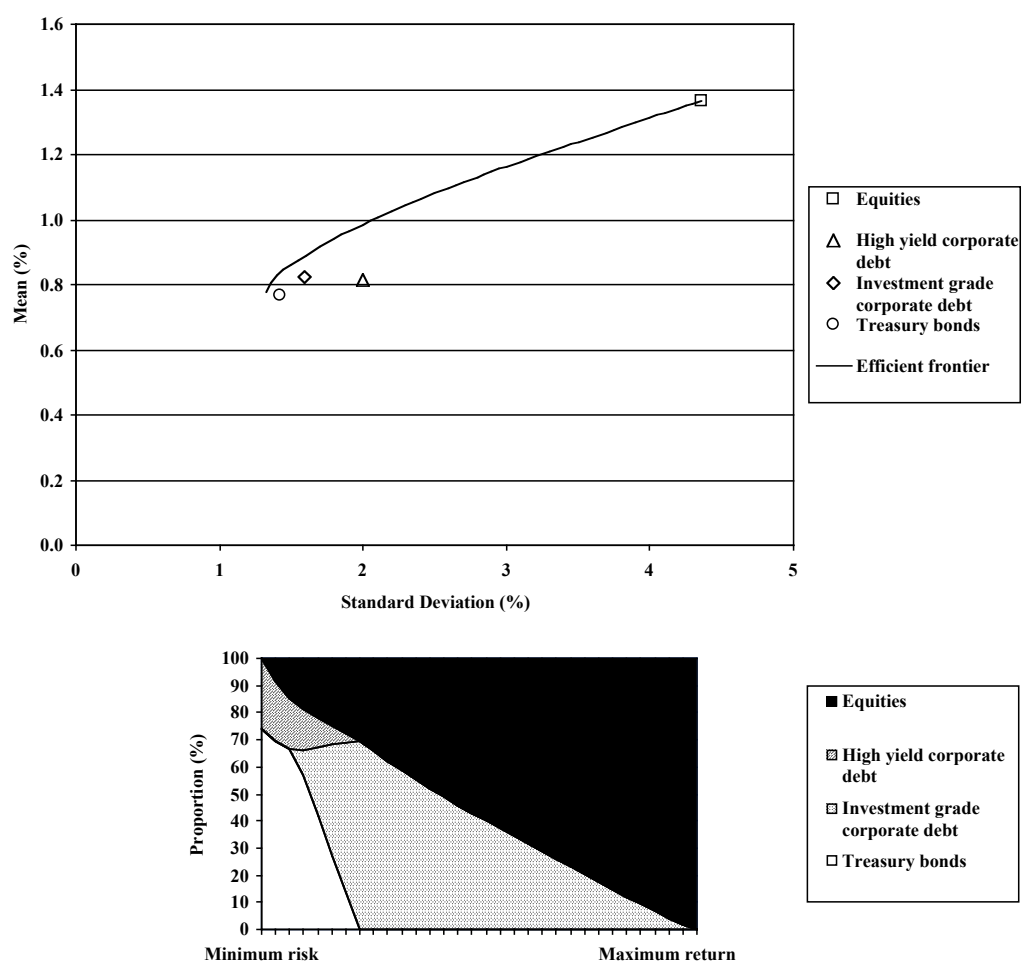 1.6
1.4
1.2
1.0
0.8
0.6
0.4
0.2
0.0
Mean (%)
0 1 2 3 4 5
Standard Deviation (%)
Equities
High yield corporate
debt
Investment grade
corporate debt
Treasury bonds
Efficient frontier
100
90
80
70
60
50
40
30
20
10
0
Proportion (%)
Minimum risk Maximum return
Equities
High yield corporate
debt
Investment grade
corporate debt
Treasury bonds